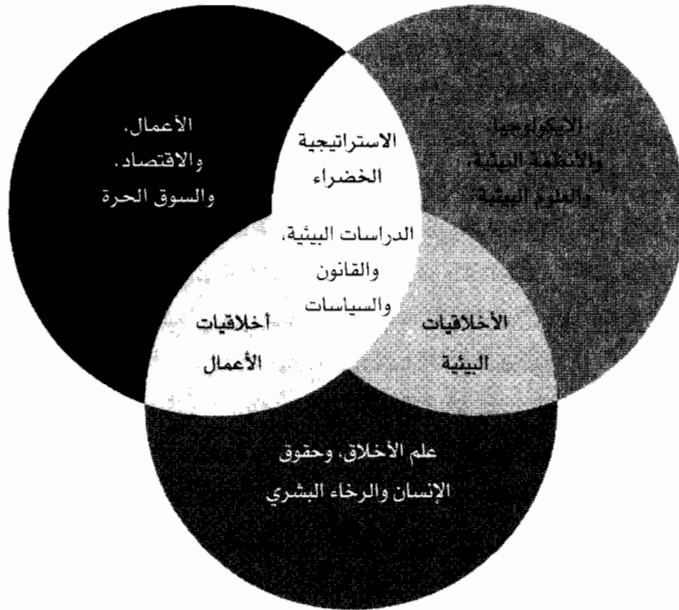 الأعمال،
والاقتصاد،
والسوق الحرة
الاستراتيجية
الخضراء
الايكولوجيا،
والأنظمة البيئية،
والعلوم البيئية
الدراسات البيئية،
والقانون
والسياسات
أخلاقيات
الأعمال
الأخلاقيات
البيئية
علم الأخلاق، وحقوق
الإنسان والرخاء البشري